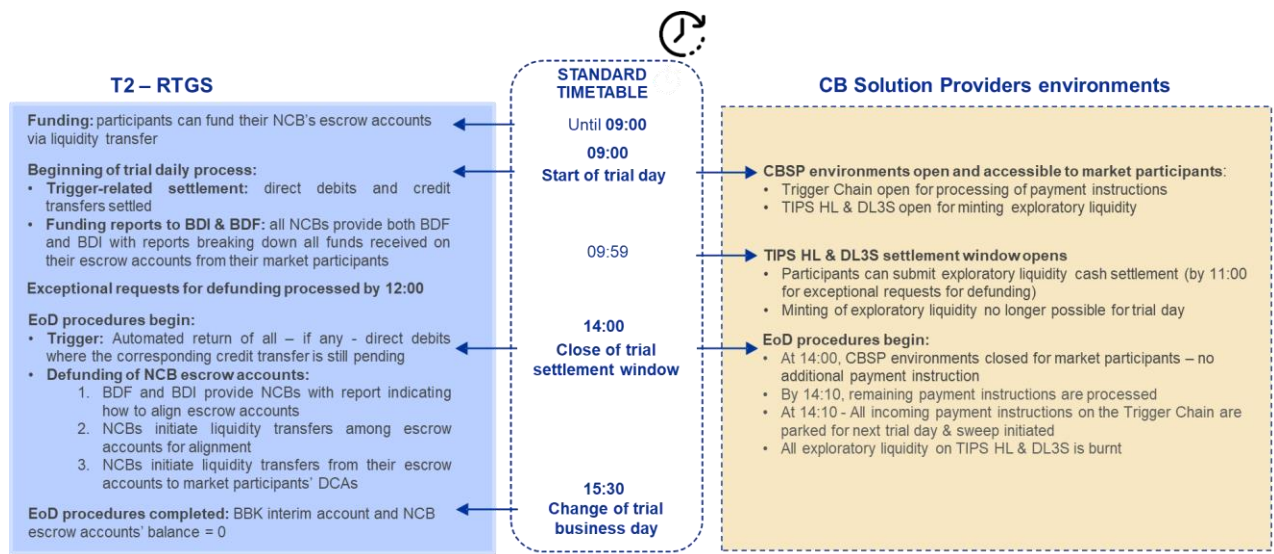 T2 – RTGS
Funding: participants can fund their NCB's escrow accounts
via liquidity transfer
Beginning of trial daily process:
• Trigger-related settlement: direct debits and credit
transfers settled
• Funding reports to BDI & BDF: all NCBs provide both BDF
and BDI with reports breaking down all funds received on
their escrow accounts from their market participants
Exceptional requests for defunding processed by 12:00
EoD procedures begin:
• Trigger: Automated return of all – if any - direct debits
where the corresponding credit transfer is still pending
• Defunding of NCB escrow accounts:
1. BDF and BDI provide NCBs with report indicating
how to align escrow accounts
2. NCBs initiate liquidity transfers among escrow
accounts for alignment
3. NCBs initiate liquidity transfers from their escrow
accounts to market participants' DCAs
EoD procedures completed: BBK interim account and NCB
escrow accounts' balance = 0
STANDARD
TIMETABLE
Until 09:00
09:00
Start of trial day
09:59
14:00
Close of trial
settlement window
15:30
Change of trial
business day
CB Solution Providers environments
CBSP environments open and accessible to market participants:
• Trigger Chain open for processing of payment instructions
• TIPS HL & DL3S open for minting exploratory liquidity
TIPS HL & DL3S settlement window opens
• Participants can submit exploratory liquidity cash settlement (by 11:00
for exceptional requests for defunding)
• Minting of exploratory liquidity no longer possible for trial day
EoD procedures begin:
• At 14:00, CBSP environments closed for market participants – no
additional payment instruction
• By 14:10, remaining payment instructions are processed
• At 14:10 - All incoming payment instructions on the Trigger Chain are
parked for next trial day & sweep initiated
• All exploratory liquidity on TIPS HL & DL3S is burnt